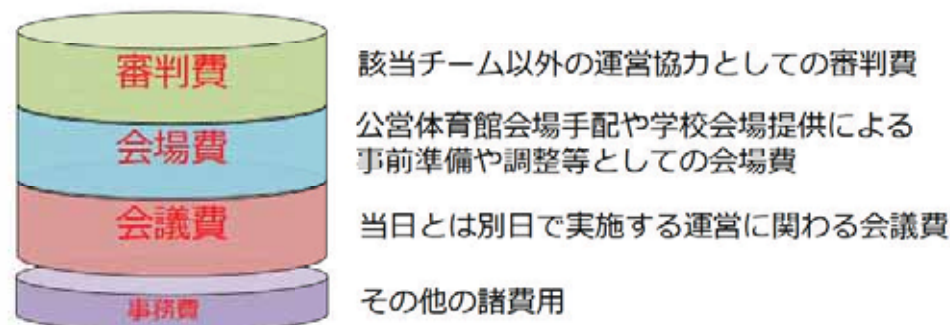 審判費
該当チーム以外の運営協力としての審判費
会場費
公営体育館会場手配や学校会場提供による
事前準備や調整等としての会場費
会議費
当日とは別日で実施する運営に関わる会議費
事務費
その他の諸費用